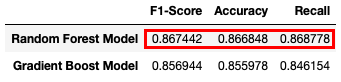 F1-Score Accuracy Recall
Random Forest Model 0.867442 0.866848 0.868778
Gradient Boost Model 0.856944 0.855978 0.846154